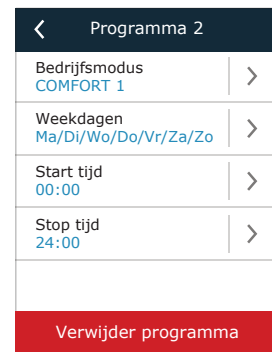 Programma 2
Bedrijfsmodus
COMFORT 1
Weekdagen
Ma/Di/Wo/Do/Vr/Za/Zo
Start tijd
00:00
Stop tijd
24:00
Verwijder programma